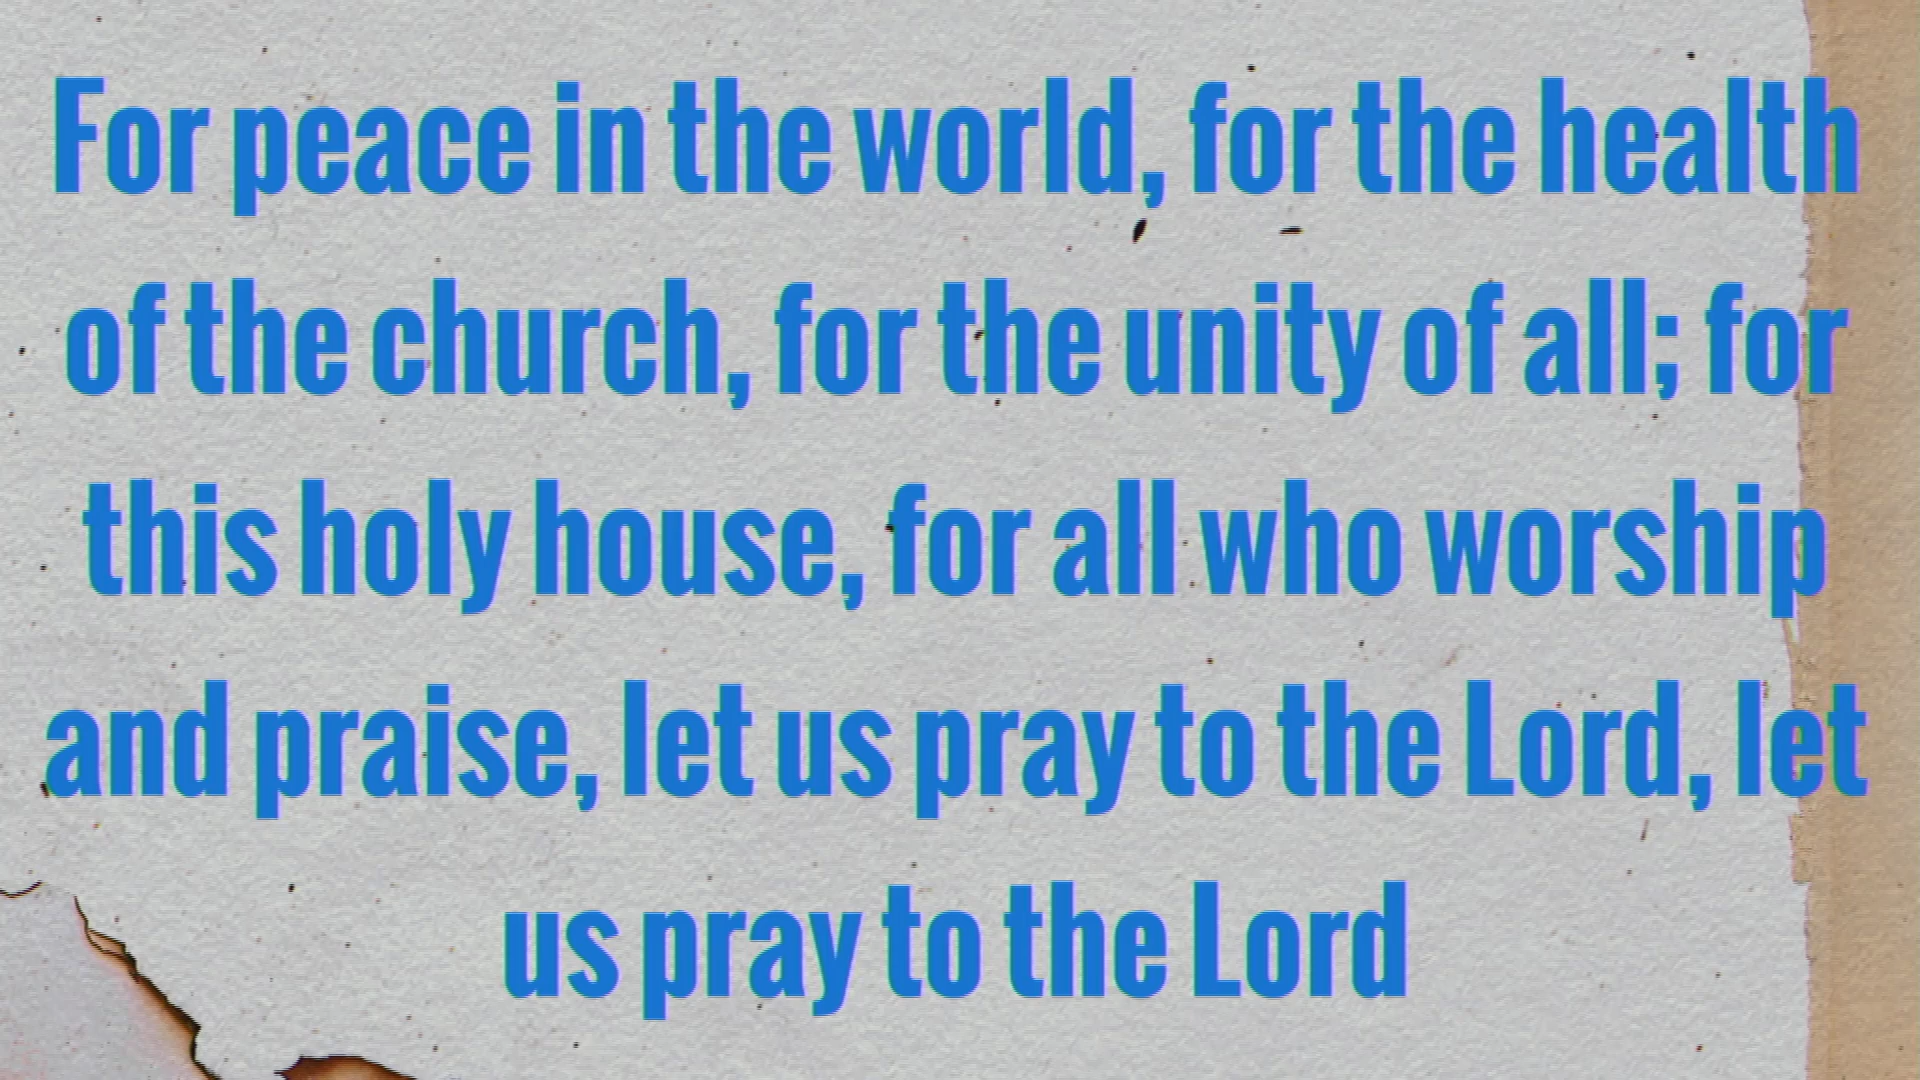 For peace in the world, for the health
of the church, for the unity of all; for
this holy house, for all who worship
and praise, let us pray to the Lord, let
us pray to the Lord